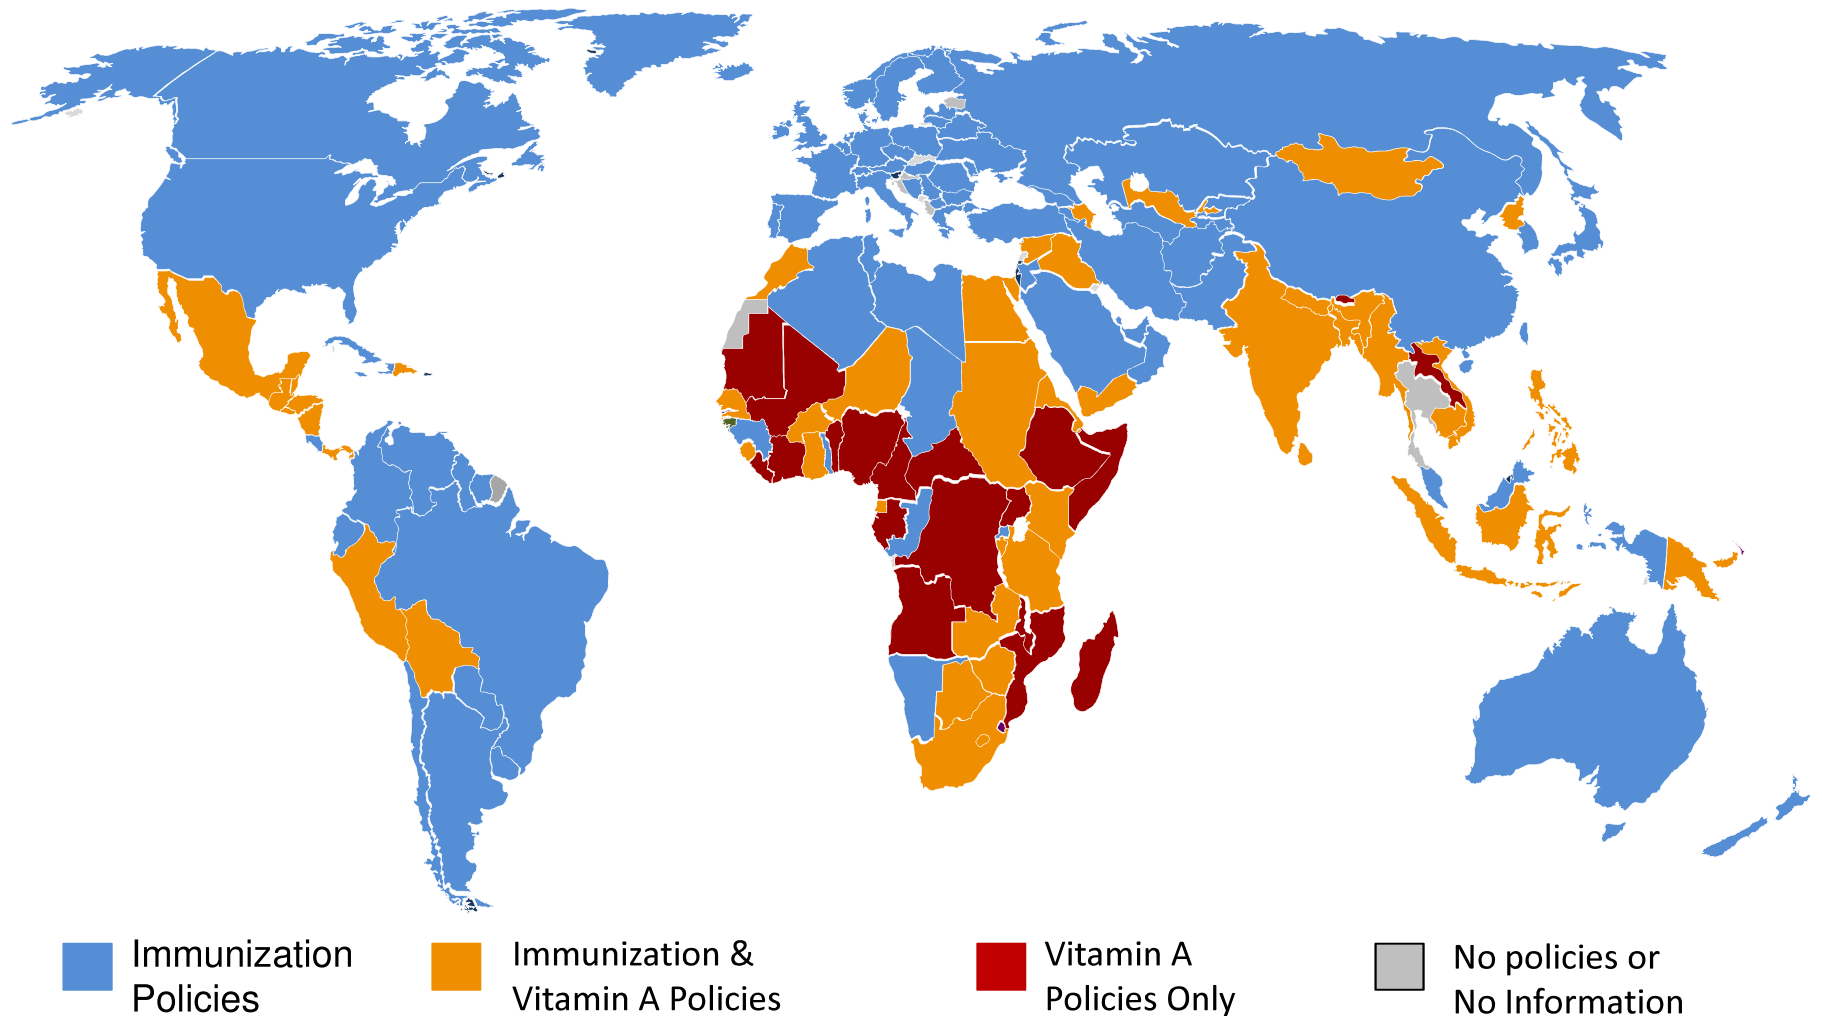 Immunization
Policies
Immunization &
Vitamin A Policies
Vitamin A
Policies Only
No policies or
No Information